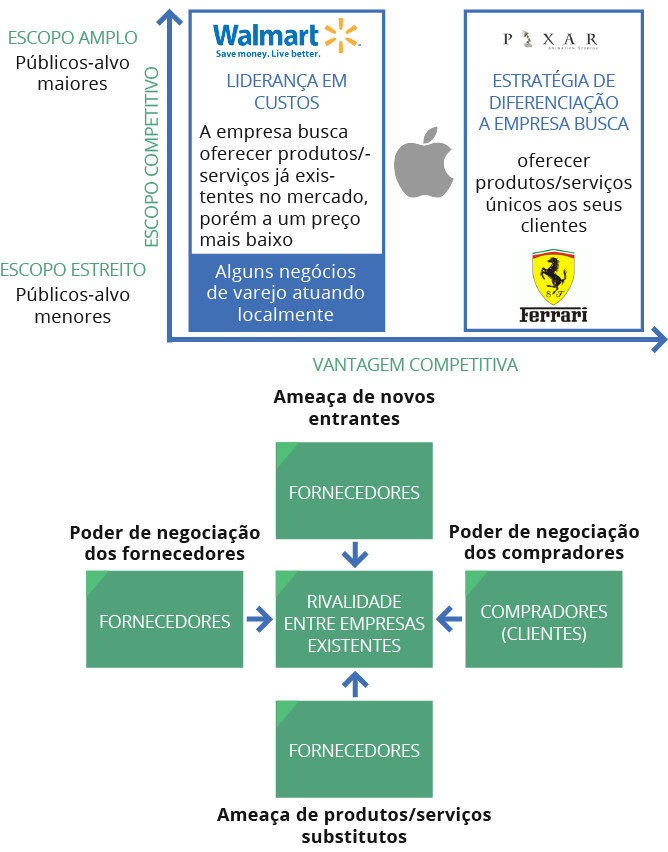 ESCOPO AMPLO
Públicos-alvo
maiores
ESCOPO COMPETITIVO
ESCOPO ESTREITO
Públicos-alvo
menores
Walmart
Save money. Live better.
LIDERANÇA EM
CUSTOS
A empresa busca
oferecer produtos/-
serviços já exis-
tentes no mercado,
porém a um preço
mais baixo
Alguns negócios
de varejo atuando
localmente
PIXAR
ANIMATION STUDIOS
ESTRATÉGIA DE
DIFERENCIAÇÃO
A EMPRESA BUSCA
oferecer
produtos/serviços
únicos aos seus
clientes
S F
Ferrari
VANTAGEM COMPETITIVA
Ameaça de novos
entrantes
FORNECEDORES
Poder de negociação
dos fornecedores
Poder de negociação
dos compradores
FORNECEDORES
RIVALIDADE
ENTRE EMPRESAS
EXISTENTES
COMPRADORES
(CLIENTES)
FORNECEDORES
Ameaça de produtos/serviços
substitutos